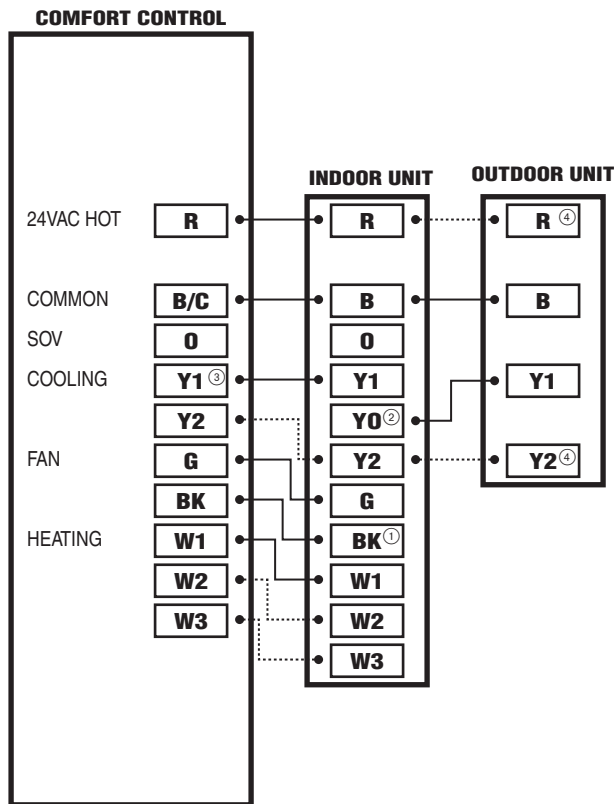 COMFORT CONTROL
INDOOR UNIT
OUTDOOR UNIT
24VAC HOT R R R ④
COMMON B/C B B
SOV O O
COOLING Y1 ③ Y1 Y1
Y2 YO ②
FAN G Y2 Y2 ④
BK G
HEATING W1 BK ①
W2 W1
W3 W2
W3